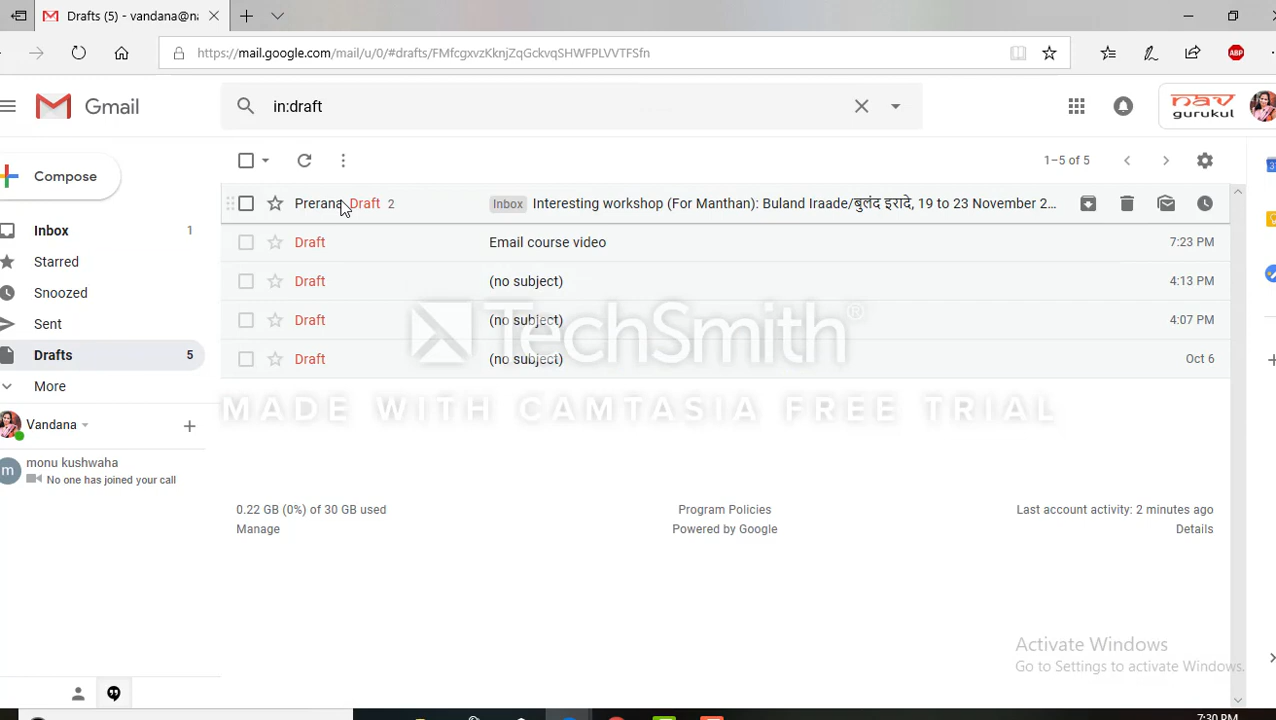 Drafts (5) - vandana@n
https://mail.google.com/mail/u/0/#drafts/FMfcgxvzKknjZqGckvqSHWFPLVVTFSfn
ABP
Gmail
in:draft
nav
gurukul
Compose
1–5 of 5
Prerana Draft 2
Inbox Interesting workshop (For Manthan): Buland Iraade/बुलंद इरादे, 19 to 23 November 2…
Inbox 1
Draft Email course video 7:23 PM
Starred
Draft (no subject) 4:13 PM
Snoozed
Draft (no subject) 4:07 PM
Sent
Drafts 5
Draft (no subject) Oct 6
More
TechSmith®
MADE WITH CAMTASIA FREE TRIAL
Vandana
m
monu kushwaha
No one has joined your call
0.22 GB (0%) of 30 GB used
Manage
Program Policies
Powered by Google
Last account activity: 2 minutes ago
Details
Activate Windows
Go to Settings to activate Windows.
7:30 PM